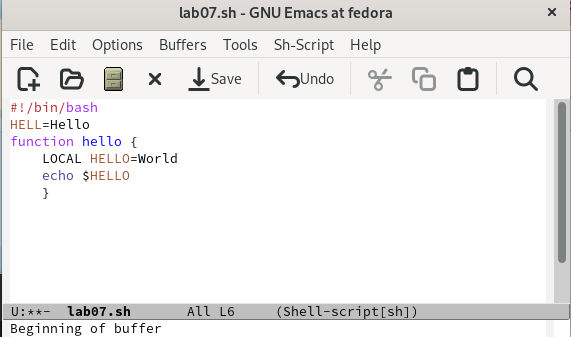 lab07.sh - GNU Emacs at fedora
File Edit Options Buffers Tools Sh-Script Help
Save Undo
#!/bin/bash
HELL=Hello
function hello {
    LOCAL HELLO=World
    echo $HELLO
    }
U:**-  lab07.sh       All L6     (Shell-script[sh])
Beginning of buffer